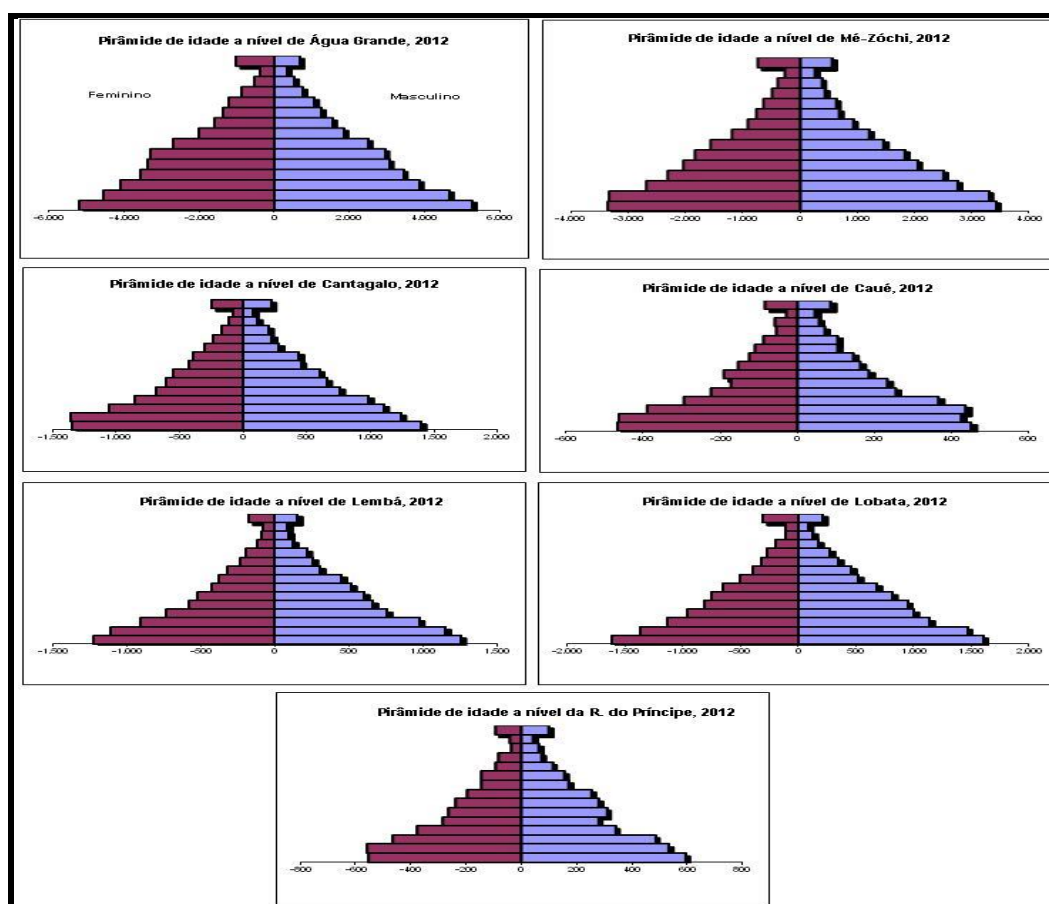 Pirâmide de idade a nível de Água Grande, 2012
Feminino Masculino
-6.000 -4.000 -2.000 0 2.000 4.000 6.000
Pirâmide de idade a nível de Mé-Zóchi, 2012
-4.000 -3.000 -2.000 -1.000 0 1.000 2.000 3.000 4.000
Pirâmide de idade a nível de Cantagalo, 2012
-1.500 -1.000 -500 0 500 1.000 1.500 2.000
Pirâmide de idade a nível de Caué, 2012
-600 -400 -200 0 200 400 600
Pirâmide de idade a nível de Lembá, 2012
-1.500 -1.000 -500 0 500 1.000 1.500
Pirâmide de idade a nível de Lobata, 2012
-2.000 -1.500 -1.000 -500 0 500 1.000 1.500 2.000
Pirâmide de idade a nível da R. do Príncipe, 2012
-800 -600 -400 -200 0 200 400 600 800